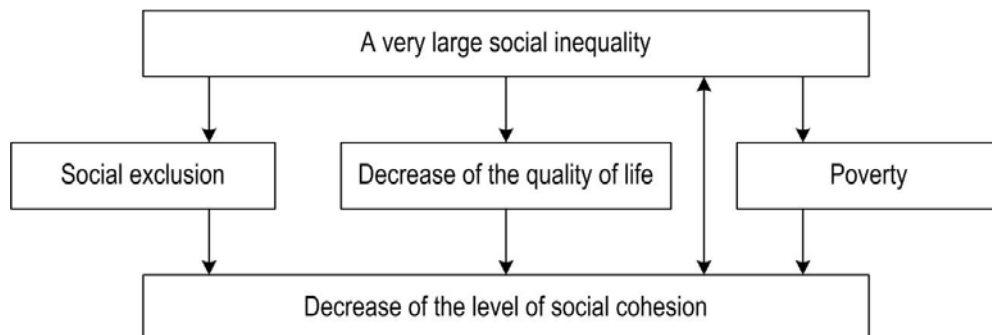 A very large social inequality
Social exclusion
Decrease of the quality of life
Poverty
Decrease of the level of social cohesion